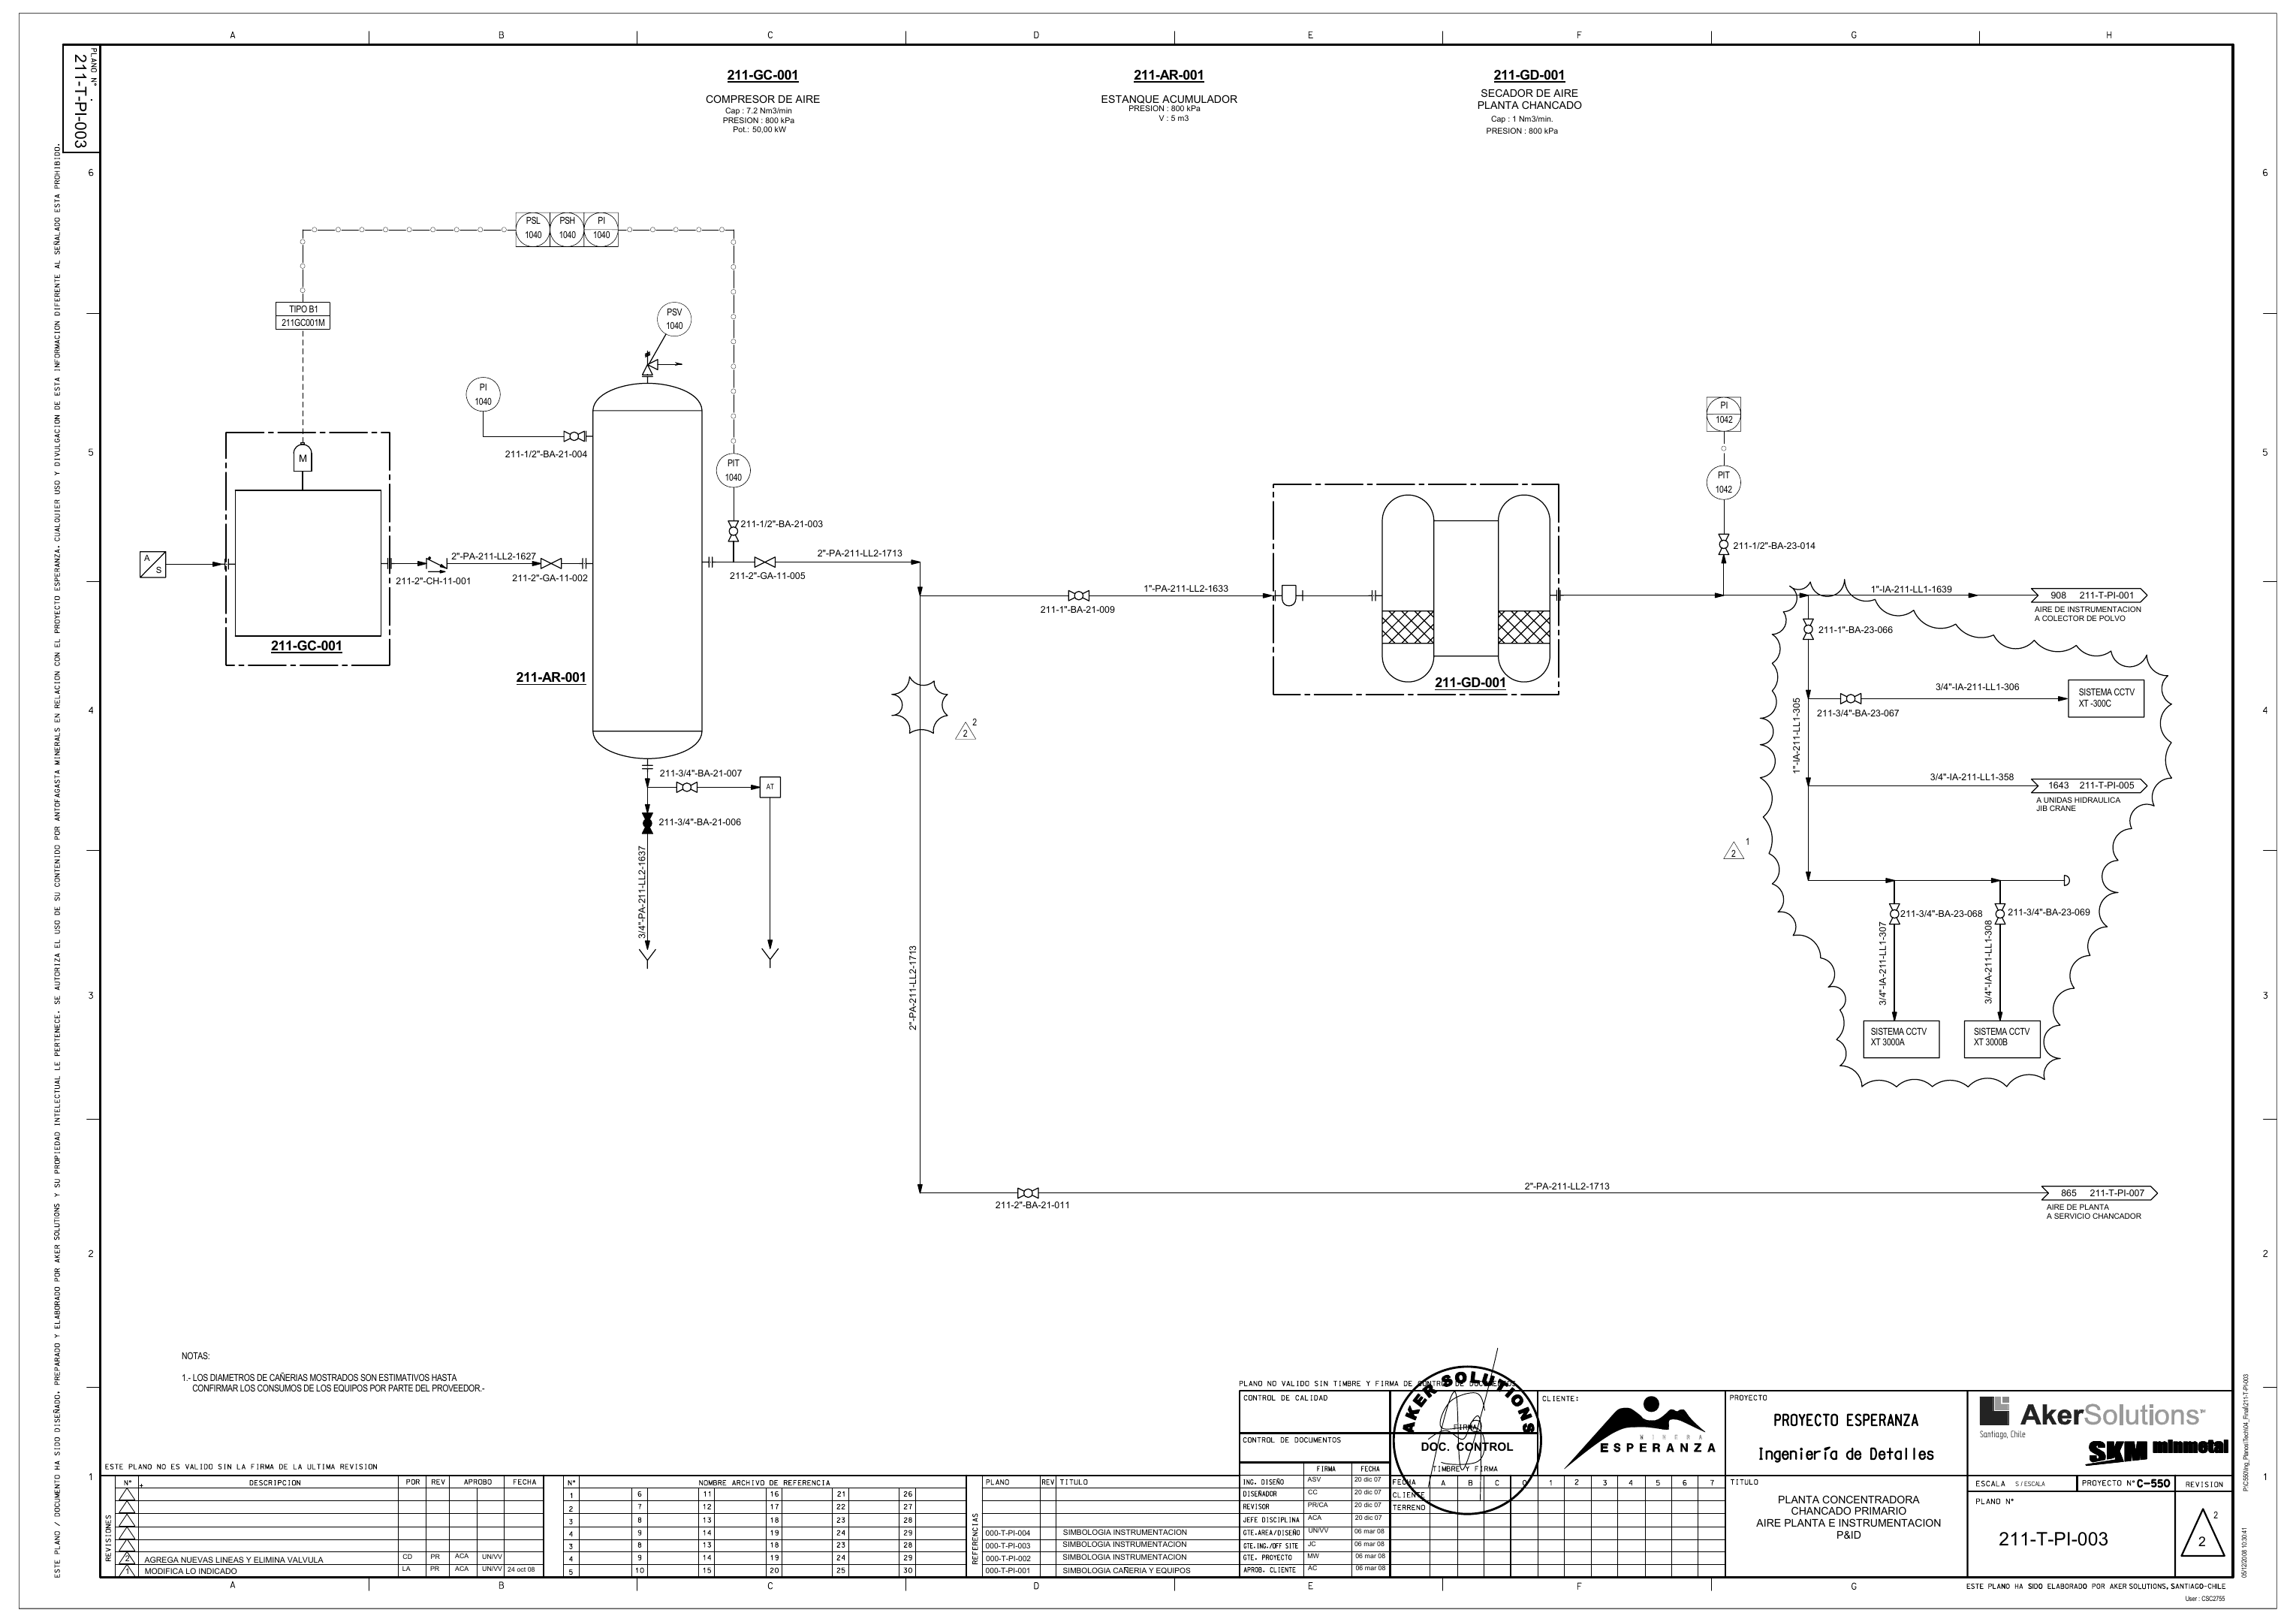 A B C D E F G H
PLANO N°
211-T-PI-003
211-GC-001
COMPRESOR DE AIRE
Cap : 7.2 Nm3/min
PRESION : 800 kPa
Pot.: 50,00 kW
211-AR-001
ESTANQUE ACUMULADOR
PRESION : 800 kPa
V : 5 m3
211-GD-001
SECADOR DE AIRE
PLANTA CHANCADO
Cap : 1 Nm3/min.
PRESION : 800 kPa
6
6
5
5
4
4
3
3
2
2
1
1
ESTE PLANO / DOCUMENTO HA SIDO DISEÑADO, PREPARADO Y ELABORADO POR AKER SOLUTIONS Y SU PROPIEDAD INTELECTUAL LE PERTENECE. SE AUTORIZA EL USO DE SU CONTENIDO POR ANTOFAGASTA MINERALS EN RELACION CON EL PROYECTO ESPERANZA. CUALQUIER USO Y DIVULGACION DE ESTA INFORMACION DIFERENTE AL SEÑALADO ESTA PROHIBIDO.
PSL 1040
PSH 1040
PI 1040
TIPO B1
211GC001M
PSV
1040
PI
1040
211-1/2"-BA-21-004
M
A
S
211-GC-001
2"-PA-211-LL2-1627
211-2"-CH-11-001
211-2"-GA-11-002
211-AR-001
PIT
1040
211-1/2"-BA-21-003
2"-PA-211-LL2-1713
211-2"-GA-11-005
211-3/4"-BA-21-007
AT
211-3/4"-BA-21-006
3/4"-PA-211-LL2-1637
2
2
2"-PA-211-LL2-1713
1"-PA-211-LL2-1633
211-1"-BA-21-009
211-GD-001
PI
1042
PIT
1042
211-1/2"-BA-23-014
1"-IA-211-LL1-1639
908 211-T-PI-001
AIRE DE INSTRUMENTACION
A COLECTOR DE POLVO
211-1"-BA-23-066
3/4"-IA-211-LL1-306
SISTEMA CCTV
XT -300C
211-3/4"-BA-23-067
1"-IA-211-LL1-305
3/4"-IA-211-LL1-358
1643 211-T-PI-005
A UNIDAS HIDRAULICA
JIB CRANE
2
1
211-3/4"-BA-23-068
211-3/4"-BA-23-069
3/4"-IA-211-LL1-307
3/4"-IA-211-LL1-308
SISTEMA CCTV
XT 3000A
SISTEMA CCTV
XT 3000B
211-2"-BA-21-011
2"-PA-211-LL2-1713
865 211-T-PI-007
AIRE DE PLANTA
A SERVICIO CHANCADOR
NOTAS:
1.- LOS DIAMETROS DE CAÑERIAS MOSTRADOS SON ESTIMATIVOS HASTA
CONFIRMAR LOS CONSUMOS DE LOS EQUIPOS POR PARTE DEL PROVEEDOR.-
ESTE PLANO NO ES VALIDO SIN LA FIRMA DE LA ULTIMA REVISION
REVISIONES
N° DESCRIPCION POR REV APROBO FECHA
2 AGREGA NUEVAS LINEAS Y ELIMINA VALVULA CD PR ACA UN/VV
1 MODIFICA LO INDICADO LA PR ACA UN/VV 24 oct 08
N° NOMBRE ARCHIVO DE REFERENCIA
1 6 11 16 21 26
2 7 12 17 22 27
3 8 13 18 23 28
4 9 14 19 24 29
3 8 13 18 23 28
4 9 14 19 24 29
5 10 15 20 25 30
REFERENCIAS
PLANO REV TITULO
000-T-PI-004 SIMBOLOGIA INSTRUMENTACION
000-T-PI-003 SIMBOLOGIA INSTRUMENTACION
000-T-PI-002 SIMBOLOGIA INSTRUMENTACION
000-T-PI-001 SIMBOLOGIA CAÑERIA Y EQUIPOS
PLANO NO VALIDO SIN TIMBRE Y FIRMA DE CONTROL DE DOCUMENTOS
CONTROL DE CALIDAD
CONTROL DE DOCUMENTOS
FIRMA FECHA
ING. DISEÑO ASV 20 dic 07
DISEÑADOR CC 20 dic 07
REVISOR PR/CA 20 dic 07
JEFE DISCIPLINA ACA 20 dic 07
GTE.AREA/DISEÑO UN/VV 06 mar 08
GTE.ING./OFF SITE JC 06 mar 08
GTE. PROYECTO MW 06 mar 08
APROB. CLIENTE AC 06 mar 08
AKER SOLUTIONS
FIRMA
DOC. CONTROL
TIMBRE Y FIRMA
FECHA A B C 0 1 2 3 4 5 6 7
CLIENTE
TERRENO
CLIENTE:
MINERA
ESPERANZA
PROYECTO
PROYECTO ESPERANZA
Ingeniería de Detalles
TITULO
PLANTA CONCENTRADORA
CHANCADO PRIMARIO
AIRE PLANTA E INSTRUMENTACION
P&ID
AkerSolutions
Santiago, Chile
SKM minmetal
ESCALA S/ESCALA
PROYECTO N° C-550
REVISION
PLANO N°
211-T-PI-003
2
2
A B C D E F G
ESTE PLANO HA SIDO ELABORADO POR AKER SOLUTIONS, SANTIAGO-CHILE
User : CSC2755
05/12/2008 10:30:41